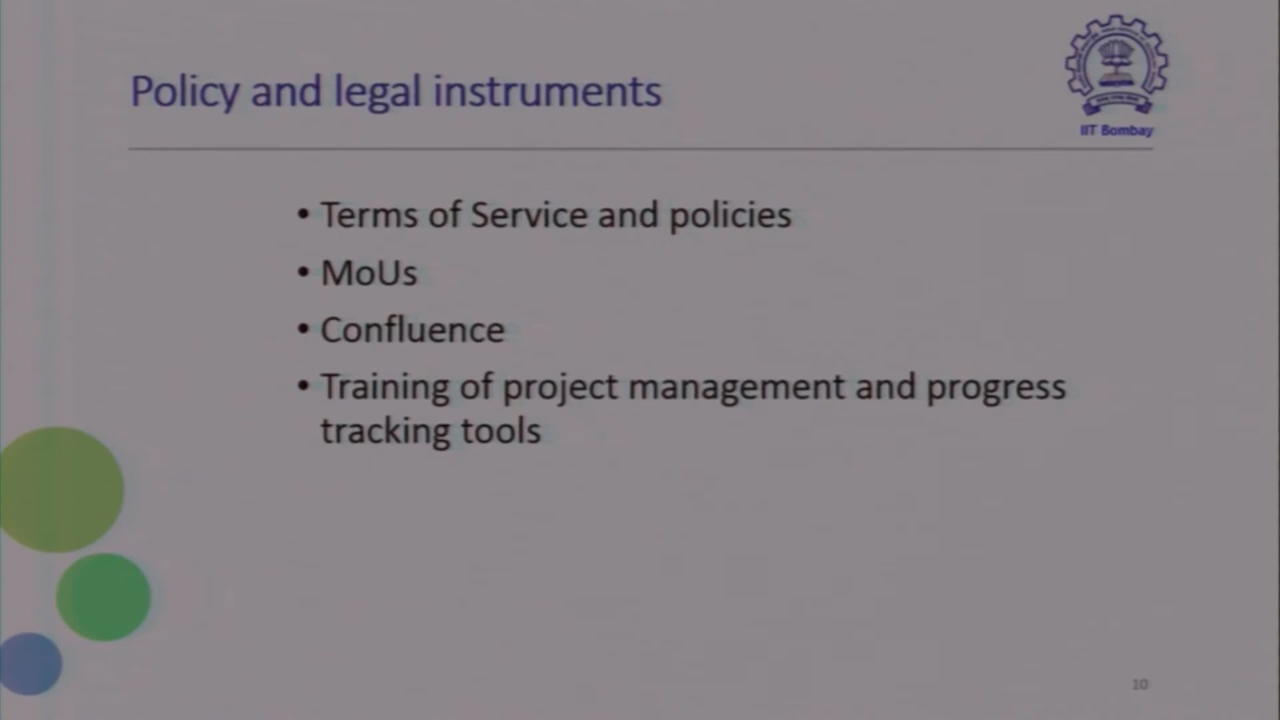 Policy and legal instruments
IIT Bombay
• Terms of Service and policies
• MoUs
• Confluence
• Training of project management and progress
tracking tools
10